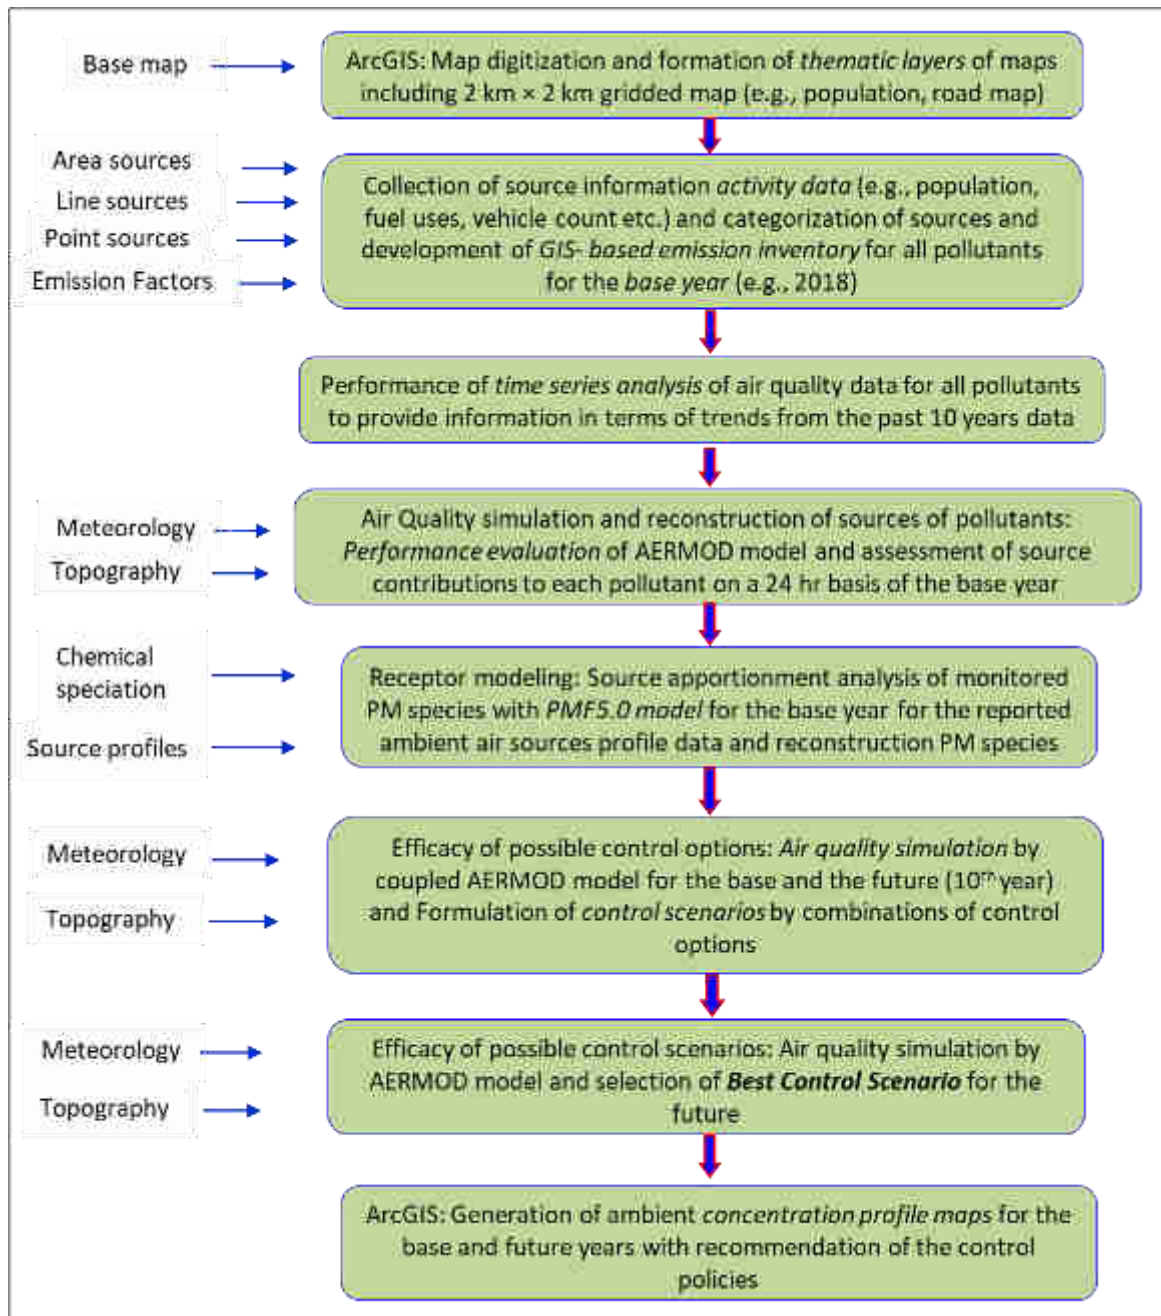 Base map
ArcGIS: Map digitization and formation of thematic layers of maps
including 2 km × 2 km gridded map (e.g., population, road map)
Area sources
Line sources
Point sources
Emission Factors
Collection of source information activity data (e.g., population,
fuel uses, vehicle count etc.) and categorization of sources and
development of GIS- based emission inventory for all pollutants
for the base year (e.g., 2018)
Performance of time series analysis of air quality data for all pollutants
to provide information in terms of trends from the past 10 years data
Meteorology
Topography
Air Quality simulation and reconstruction of sources of pollutants:
Performance evaluation of AERMOD model and assessment of source
contributions to each pollutant on a 24 hr basis of the base year
Chemical
speciation
Source profiles
Receptor modeling: Source apportionment analysis of monitored
PM species with PMF5.0 model for the base year for the reported
ambient air sources profile data and reconstruction PM species
Meteorology
Topography
Efficacy of possible control options: Air quality simulation by
coupled AERMOD model for the base and the future (10th year)
and Formulation of control scenarios by combinations of control
options
Meteorology
Topography
Efficacy of possible control scenarios: Air quality simulation by
AERMOD model and selection of Best Control Scenario for the
future
ArcGIS: Generation of ambient concentration profile maps for the
base and future years with recommendation of the control
policies